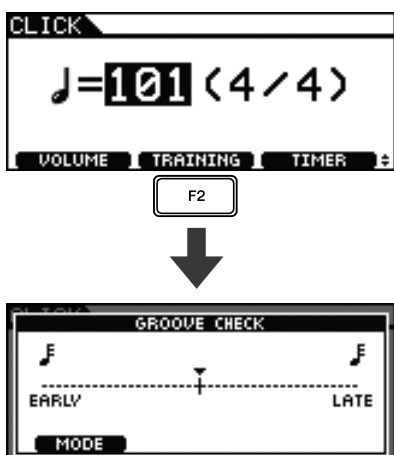 CLICK
♩=101(4/4)
VOLUME TRAINING TIMER
F2
GROOVE CHECK
EARLY LATE
MODE